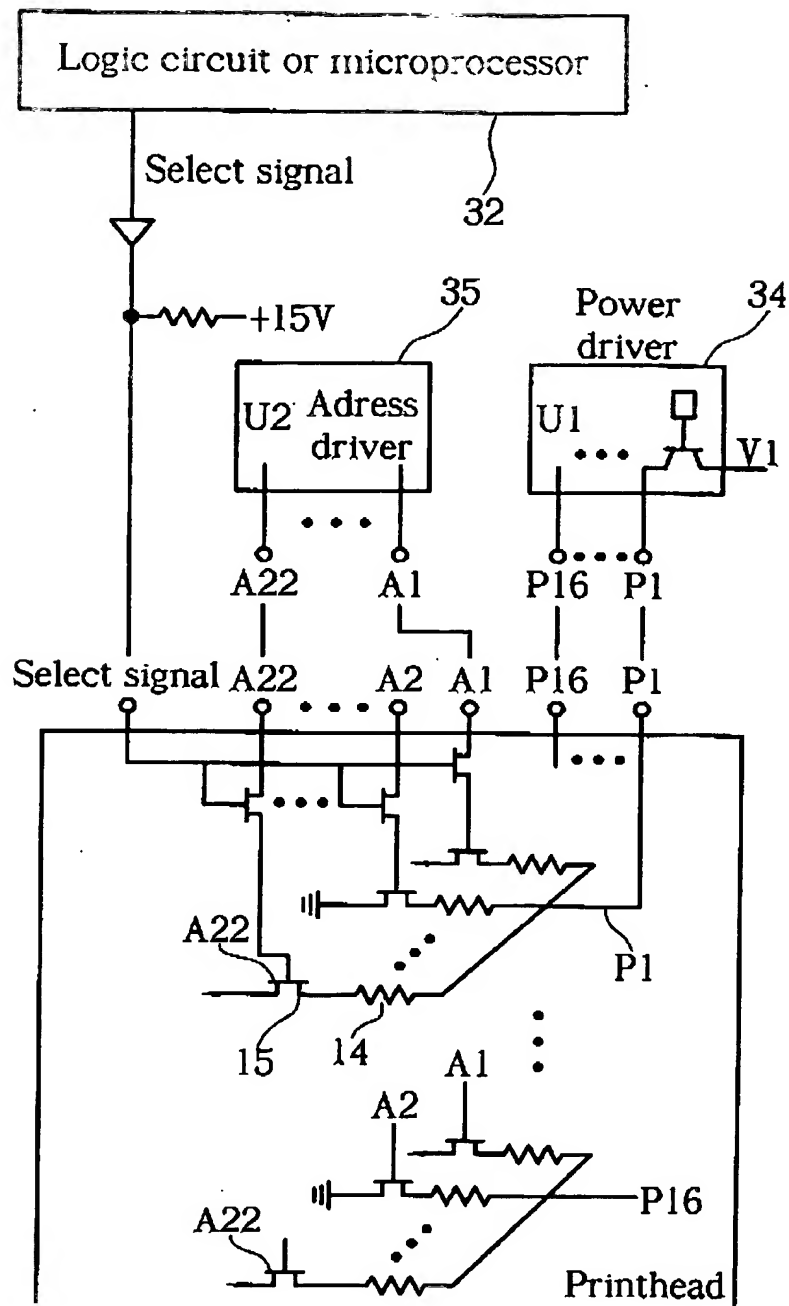 Logic circuit or microprocessor
Select signal
32
+15V
35
Power
driver
34
U2 Adress
driver
U1
V1
A22
A1
P16
P1
Select signal
A22
A2
A1
P16
P1
A22
15
14
P1
A1
A2
P16
A22
Printhead